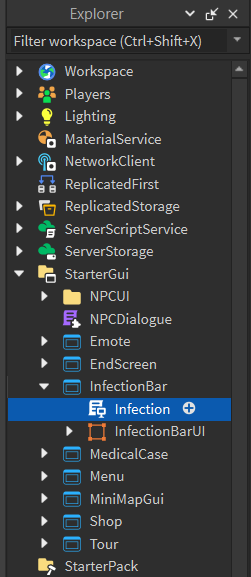 Explorer
Filter workspace (Ctrl+Shift+X)
Workspace
Players
Lighting
MaterialService
NetworkClient
ReplicatedFirst
ReplicatedStorage
ServerScriptService
ServerStorage
StarterGui
NPCUI
NPCDialogue
Emote
EndScreen
InfectionBar
Infection
InfectionBarUI
MedicalCase
Menu
MiniMapGui
Shop
Tour
StarterPack